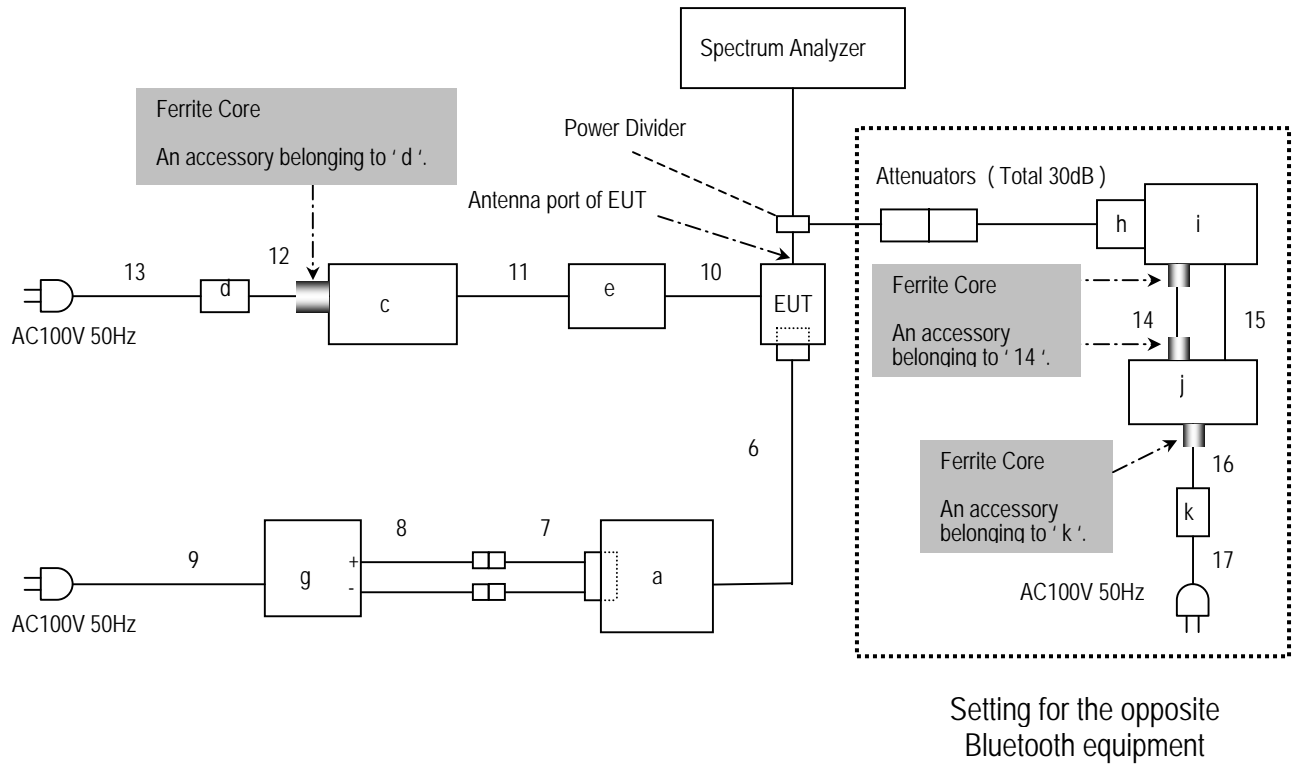 Spectrum Analyzer
Ferrite Core
An accessory belonging to ‘ d ‘.
Power Divider
Antenna port of EUT
Attenuators ( Total 30dB )
h
i
13
12
11
10
d
c
e
EUT
AC100V 50Hz
Ferrite Core
An accessory
belonging to ‘ 14 ‘.
14
15
j
6
Ferrite Core
An accessory
belonging to ‘ k ‘.
16
k
17
AC100V 50Hz
9
8
7
g
+
-
a
AC100V 50Hz
Setting for the opposite
Bluetooth equipment